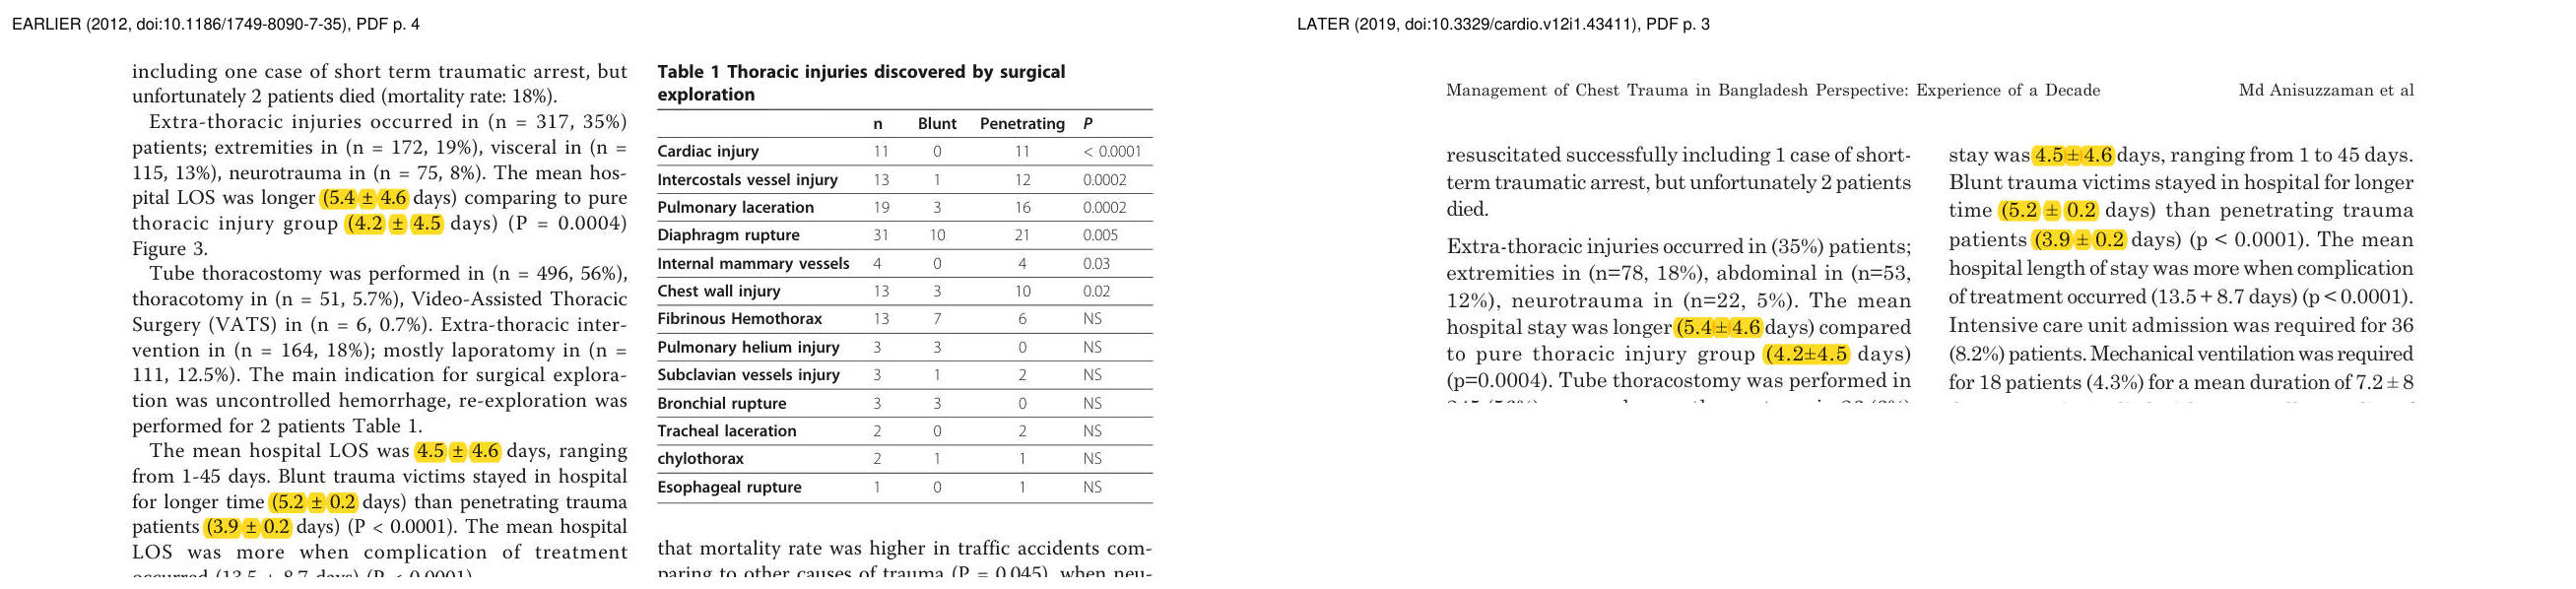 EARLIER (2012, doi:10.1186/1749-8090-7-35), PDF p. 4
including one case of short term traumatic arrest, but
unfortunately 2 patients died (mortality rate: 18%).
Extra-thoracic injuries occurred in (n = 317, 35%)
patients; extremities in (n = 172, 19%), visceral in (n =
115, 13%), neurotrauma in (n = 75, 8%). The mean hos-
pital LOS was longer (5.4 ± 4.6 days) comparing to pure
thoracic injury group (4.2 ± 4.5 days) (P = 0.0004)
Figure 3.
Tube thoracostomy was performed in (n = 496, 56%),
thoracotomy in (n = 51, 5.7%), Video-Assisted Thoracic
Surgery (VATS) in (n = 6, 0.7%). Extra-thoracic inter-
vention in (n = 164, 18%); mostly laporatomy in (n =
111, 12.5%). The main indication for surgical explora-
tion was uncontrolled hemorrhage, re-exploration was
performed for 2 patients Table 1.
The mean hospital LOS was 4.5 ± 4.6 days, ranging
from 1-45 days. Blunt trauma victims stayed in hospital
for longer time (5.2 ± 0.2 days) than penetrating trauma
patients (3.9 ± 0.2 days) (P < 0.0001). The mean hospital
LOS was more when complication of treatment
Table 1 Thoracic injuries discovered by surgical
exploration
n Blunt Penetrating P
Cardiac injury 11 0 11 < 0.0001
Intercostals vessel injury 13 1 12 0.0002
Pulmonary laceration 19 3 16 0.0002
Diaphragm rupture 31 10 21 0.005
Internal mammary vessels 4 0 4 0.03
Chest wall injury 13 3 10 0.02
Fibrinous Hemothorax 13 7 6 NS
Pulmonary helium injury 3 3 0 NS
Subclavian vessels injury 3 1 2 NS
Bronchial rupture 3 3 0 NS
Tracheal laceration 2 0 2 NS
chylothorax 2 1 1 NS
Esophageal rupture 1 0 1 NS
that mortality rate was higher in traffic accidents com-
paring to other causes of trauma (P = 0.045), when neu-
LATER (2019, doi:10.3329/cardio.v12i1.43411), PDF p. 3
Management of Chest Trauma in Bangladesh Perspective: Experience of a Decade Md Anisuzzaman et al
resuscitated successfully including 1 case of short-
term traumatic arrest, but unfortunately 2 patients
died.
Extra-thoracic injuries occurred in (35%) patients;
extremities in (n=78, 18%), abdominal in (n=53,
12%), neurotrauma in (n=22, 5%). The mean
hospital stay was longer (5.4±4.6 days) compared
to pure thoracic injury group (4.2±4.5 days)
(p=0.0004). Tube thoracostomy was performed in
stay was 4.5±4.6 days, ranging from 1 to 45 days.
Blunt trauma victims stayed in hospital for longer
time (5.2 ± 0.2 days) than penetrating trauma
patients (3.9 ± 0.2 days) (p < 0.0001). The mean
hospital length of stay was more when complication
of treatment occurred (13.5 + 8.7 days) (p < 0.0001).
Intensive care unit admission was required for 36
(8.2%) patients. Mechanical ventilation was required
for 18 patients (4.3%) for a mean duration of 7.2 ± 8